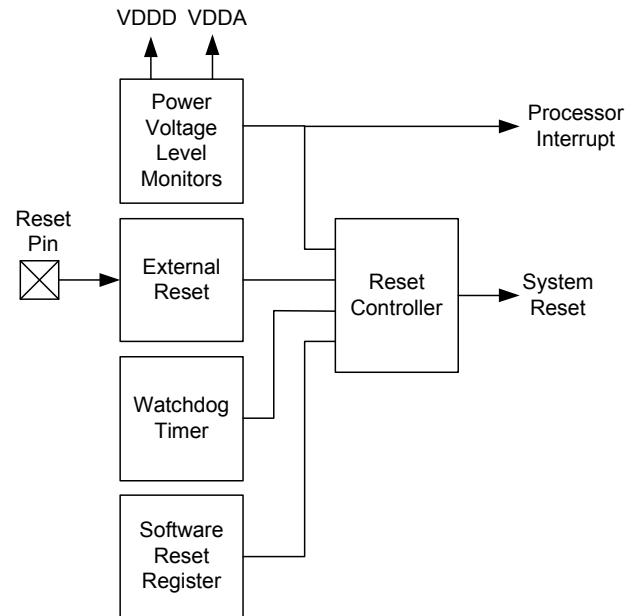 VDDD VDDA
Power
Voltage
Level
Monitors
Processor
Interrupt
Reset
Pin
External
Reset
Reset
Controller
System
Reset
Watchdog
Timer
Software
Reset
Register